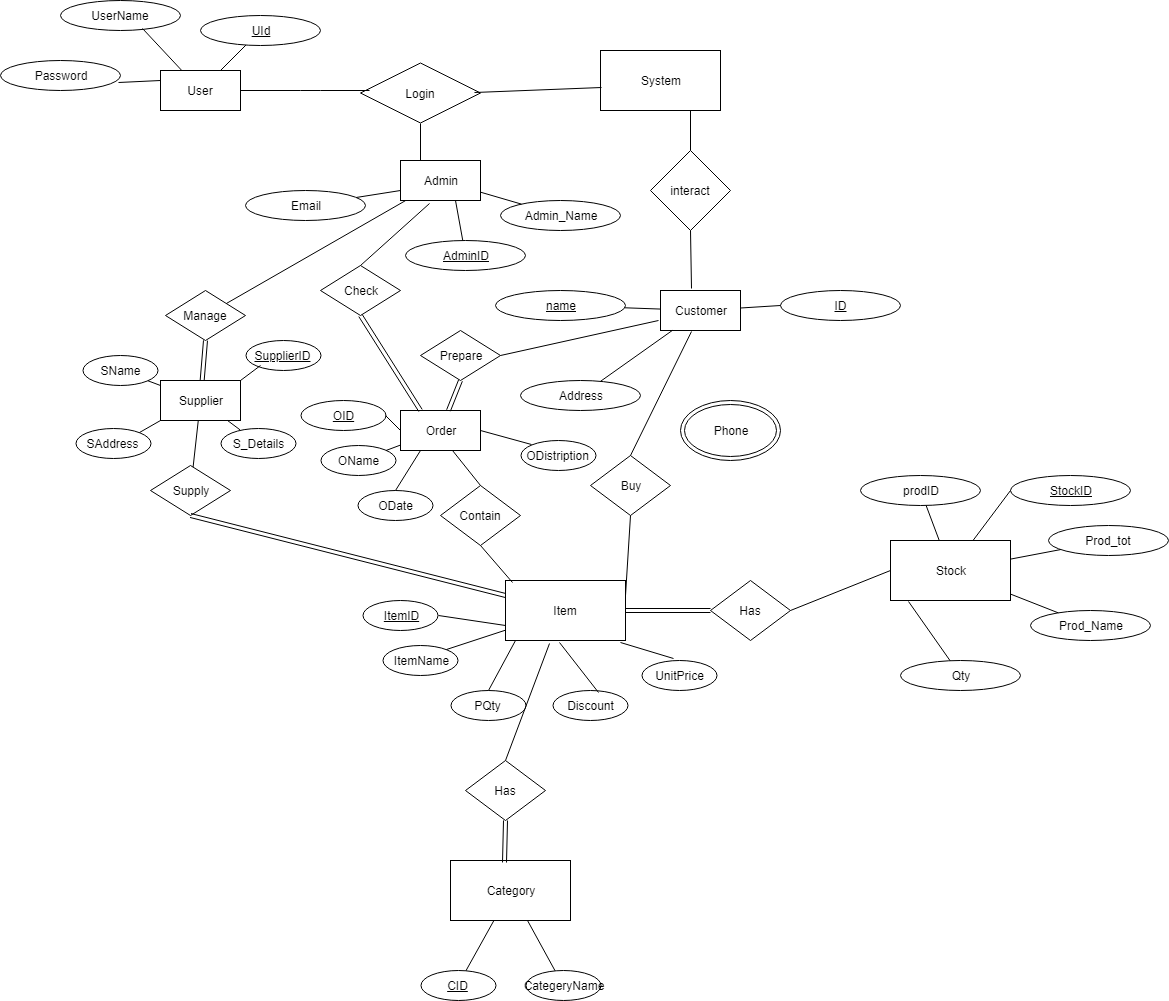 UserName
UId
Password
User
Login
System
Admin
interact
Email
Admin_Name
AdminID
Check
Manage
name
Customer
ID
SName
SupplierID
Prepare
Supplier
Address
OID
Order
Phone
SAddress
S_Details
OName
ODistription
Supply
Buy
prodID
StockID
ODate
Contain
Prod_tot
Stock
Item
Has
ItemID
Prod_Name
ItemName
UnitPrice
Qty
PQty
Discount
Has
Category
CID
CategeryName